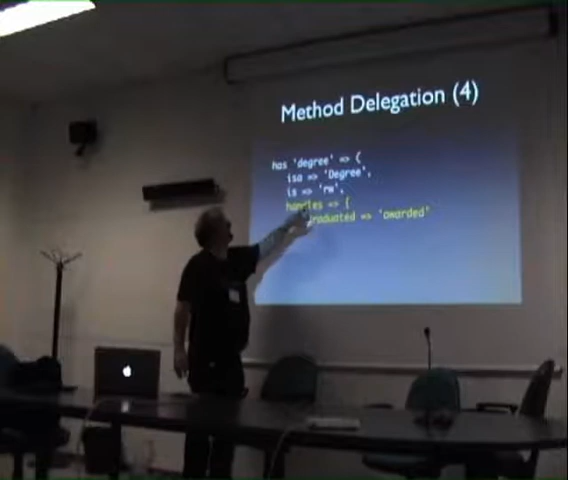 Method Delegation (4)
has 'degree' => (
isa => 'Degree',
is => 'rw',
handles => {
graduated => 'awarded'